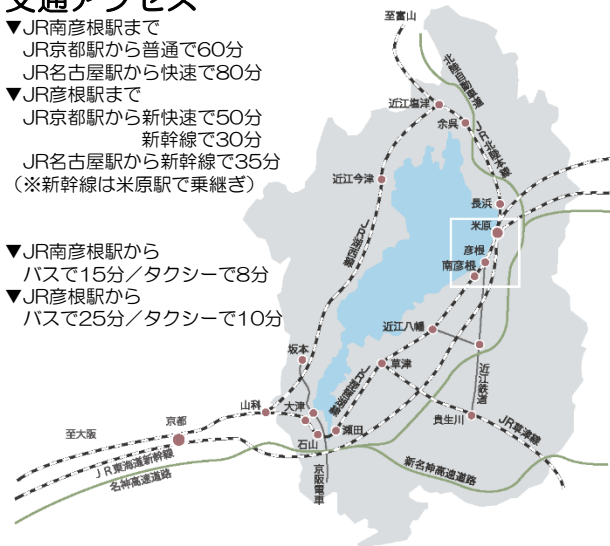 交通アクセス
▼JR南彦根駅まで
JR京都駅から普通で60分
JR名古屋駅から快速で80分
▼JR彦根駅まで
JR京都駅から新快速で50分
新幹線で30分
JR名古屋駅から新幹線で35分
(※新幹線は米原駅で乗継ぎ)
▼JR南彦根駅から
バスで15分/タクシーで8分
▼JR彦根駅から
バスで25分/タクシーで10分
至富山
北陸自動車道
近江塩津
余呉
JR北陸本線
近江今津
長浜
米原
JR湖西線
彦根
南彦根
近江八幡
坂本
草津
近江鉄道
山科
大津
貴生川
京都
瀬田
JR草津線
至大阪
石山
JR東海道新幹線
京阪電車
新名神高速道路
名神高速道路